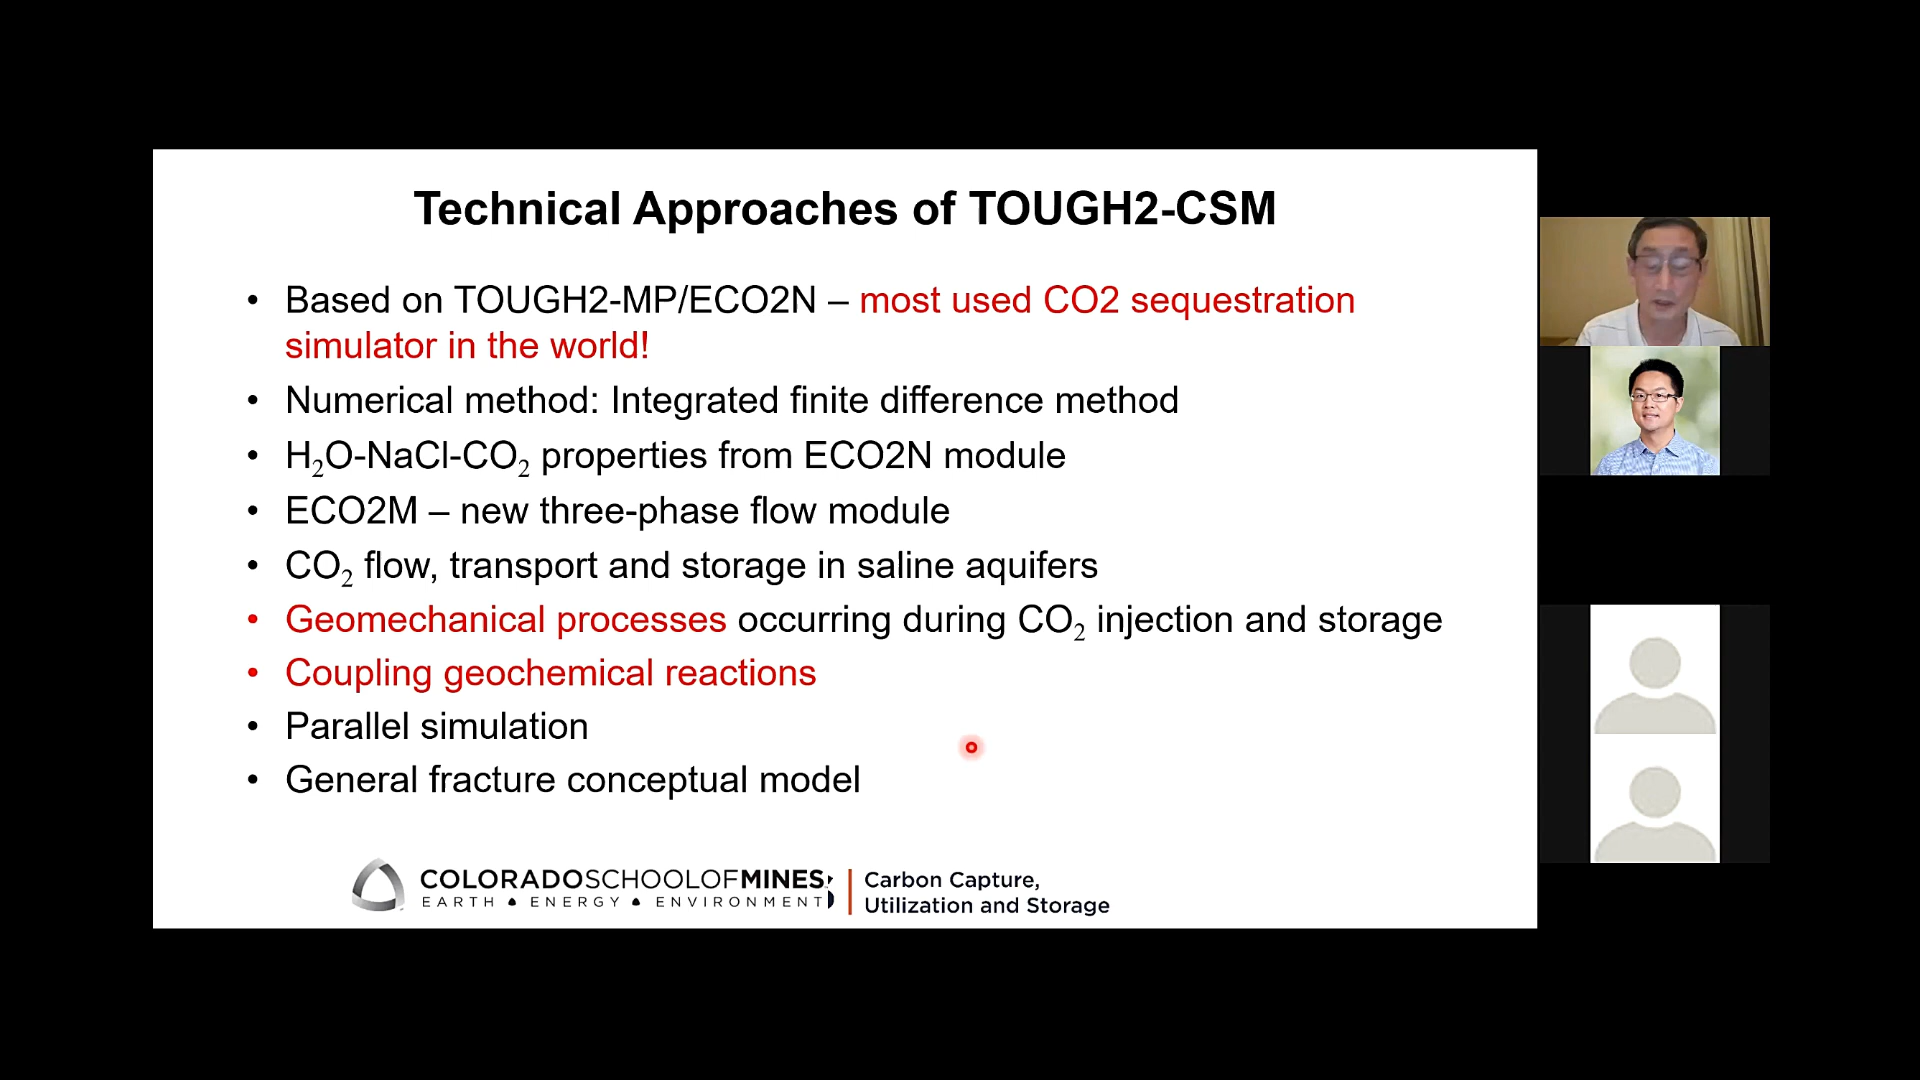 Technical Approaches of TOUGH2-CSM
• Based on TOUGH2-MP/ECO2N – most used CO2 sequestration
simulator in the world!
• Numerical method: Integrated finite difference method
• H₂O-NaCl-CO₂ properties from ECO2N module
• ECO2M – new three-phase flow module
• CO₂ flow, transport and storage in saline aquifers
• Geomechanical processes occurring during CO₂ injection and storage
• Coupling geochemical reactions
• Parallel simulation
• General fracture conceptual model
COLORADOSCHOOLOFMINES
EARTH ENERGY ENVIRONMENT
Carbon Capture,
Utilization and Storage